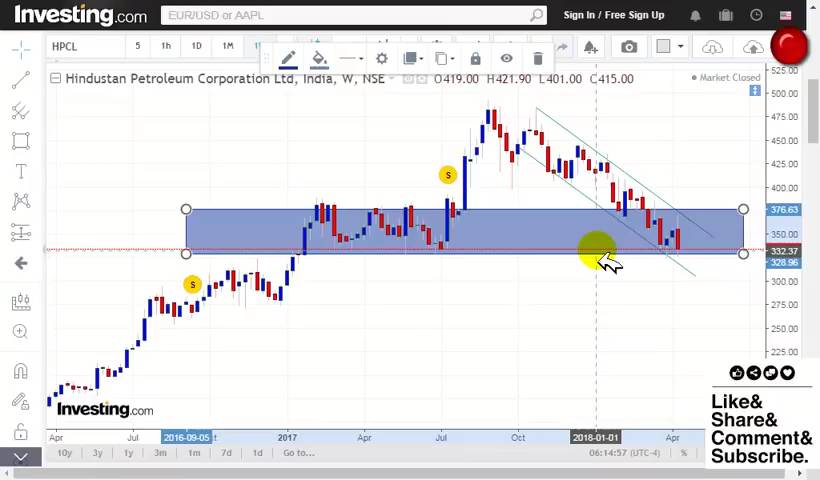 Investing.com
EUR/USD or AAPL
Sign In / Free Sign Up
HPCL
5
1h
1D
1M
Hindustan Petroleum Corporation Ltd, India, W, NSE
O419.00 H421.90 L401.00 C415.00
Market Closed
525.00
500.00
475.00
450.00
425.00
400.00
376.63
350.00
332.37
328.96
300.00
275.00
250.00
225.00
S
S
T
Investing.com
Apr
Jul
2016-09-05
2017
Apr
Jul
Oct
2018-01-01
Apr
10y
3y
1y
1m
7d
1d
Go to...
06:14:57 (UTC-4)
%
Like&
Share&
Comment&
Subscribe.